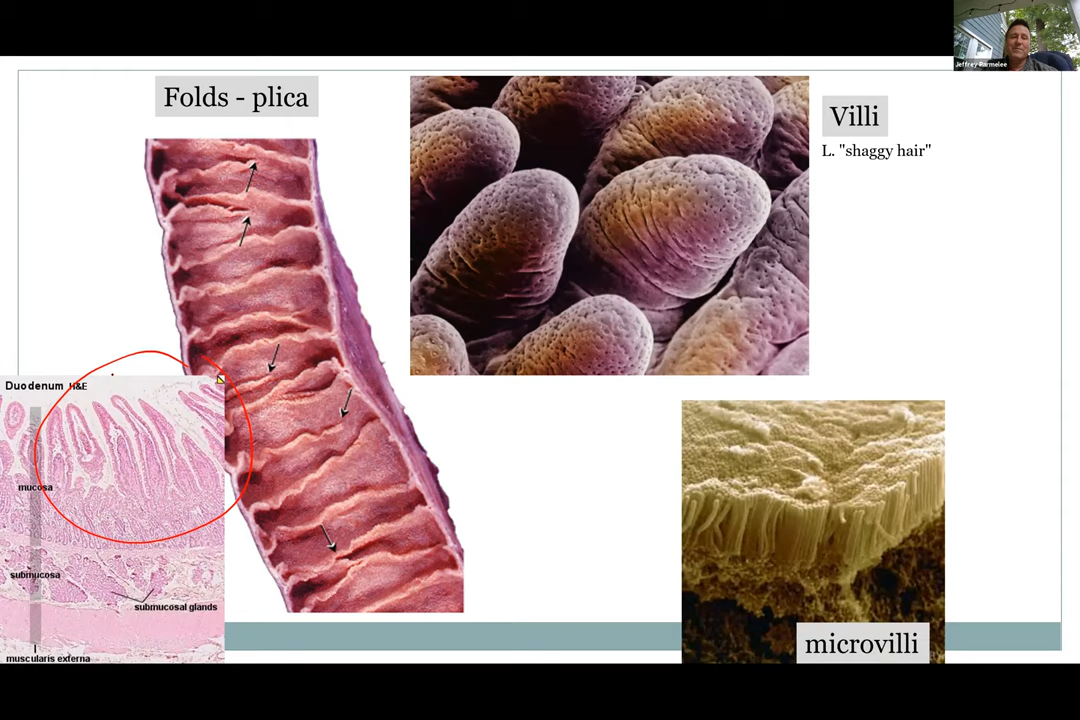 Jeffrey Parmelee
Folds - plica
Villi
L. "shaggy hair"
Duodenum H&E
mucosa
submucosa
submucosal glands
muscularis externa
microvilli